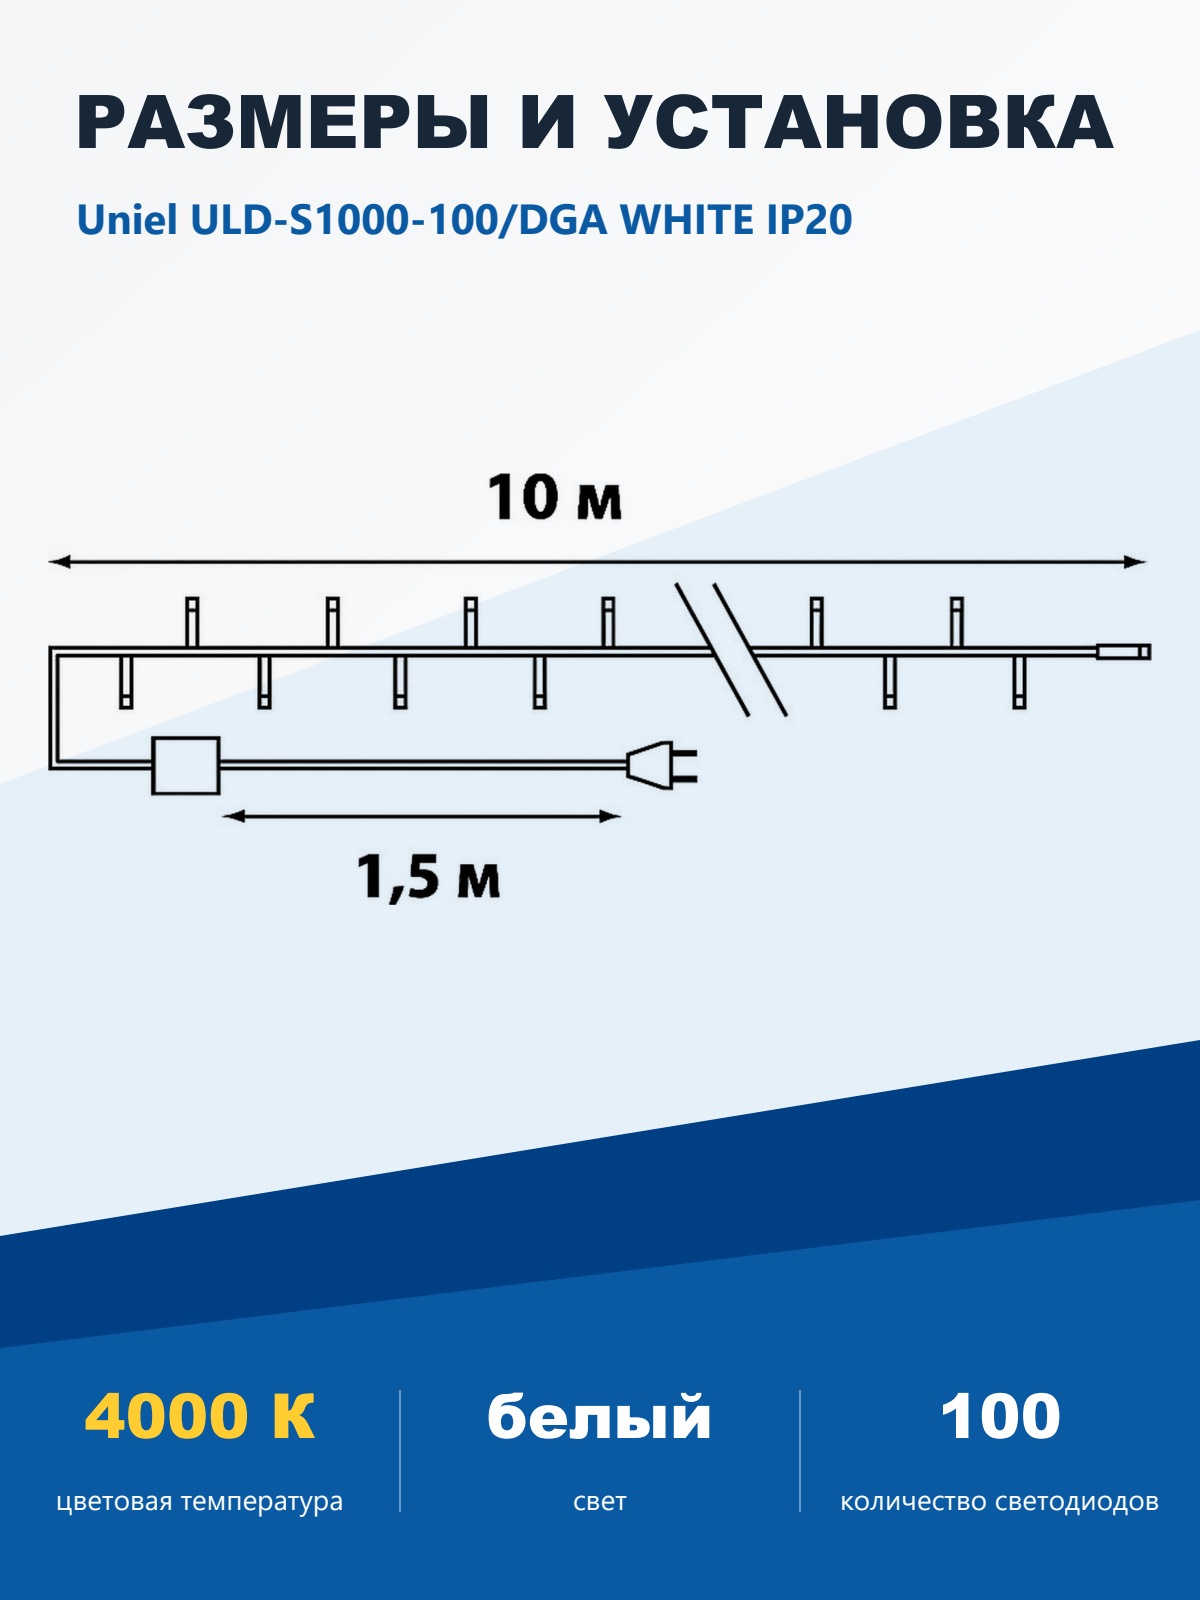 РАЗМЕРЫ И УСТАНОВКА
Uniel ULD-S1000-100/DGA WHITE IP20
10 м
1,5 м
4000 К
цветовая температура
белый
свет
100
количество светодиодов